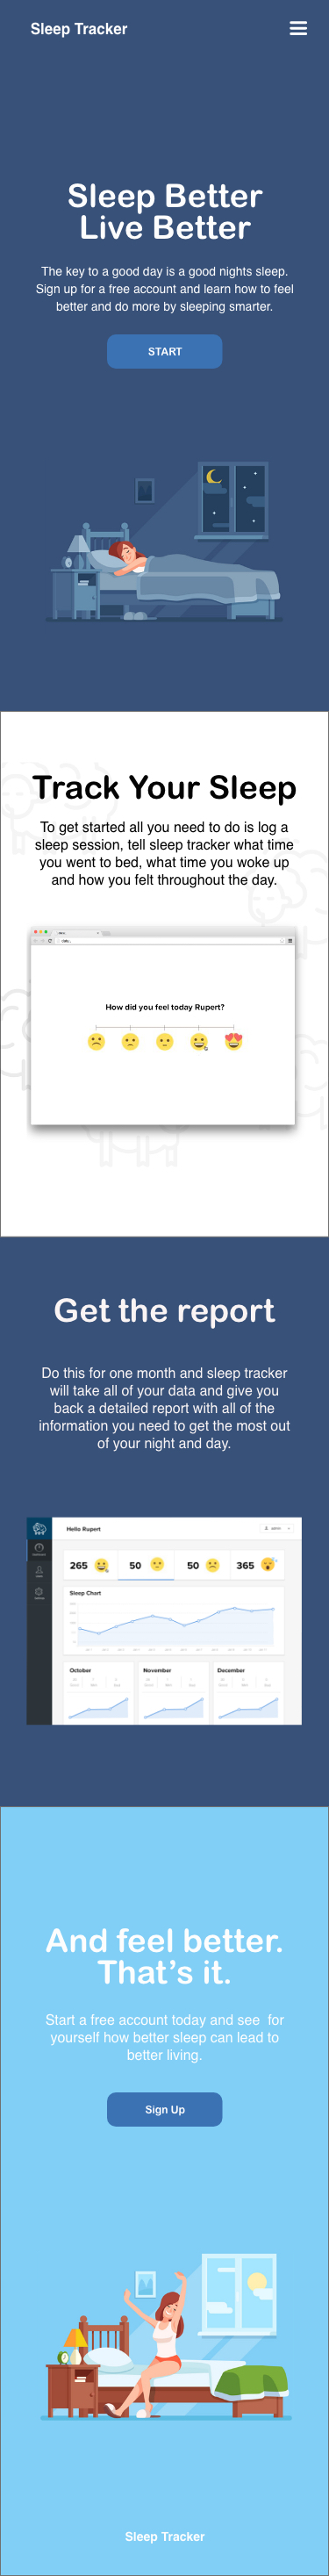 Sleep Tracker
Sleep Better
Live Better
The key to a good day is a good nights sleep.
Sign up for a free account and learn how to feel
better and do more by sleeping smarter.
START
Track Your Sleep
To get started all you need to do is log a
sleep session, tell sleep tracker what time
you went to bed, what time you woke up
and how you felt throughout the day.
How did you feel today Rupert?
Get the report
Do this for one month and sleep tracker
will take all of your data and give you
back a detailed report with all of the
information you need to get the most out
of your night and day.
Hello Rupert
265
50
50
365
Sleep Chart
October
November
December
And feel better.
That's it.
Start a free account today and see for
yourself how better sleep can lead to
better living.
Sign Up
Sleep Tracker